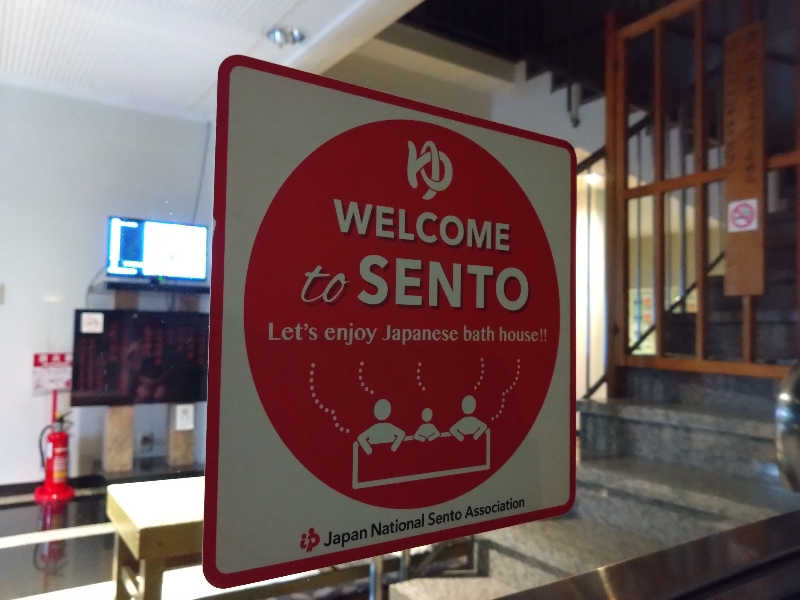 WELCOME
to SENTO
Let's enjoy Japanese bath house!!
Japan National Sento Association